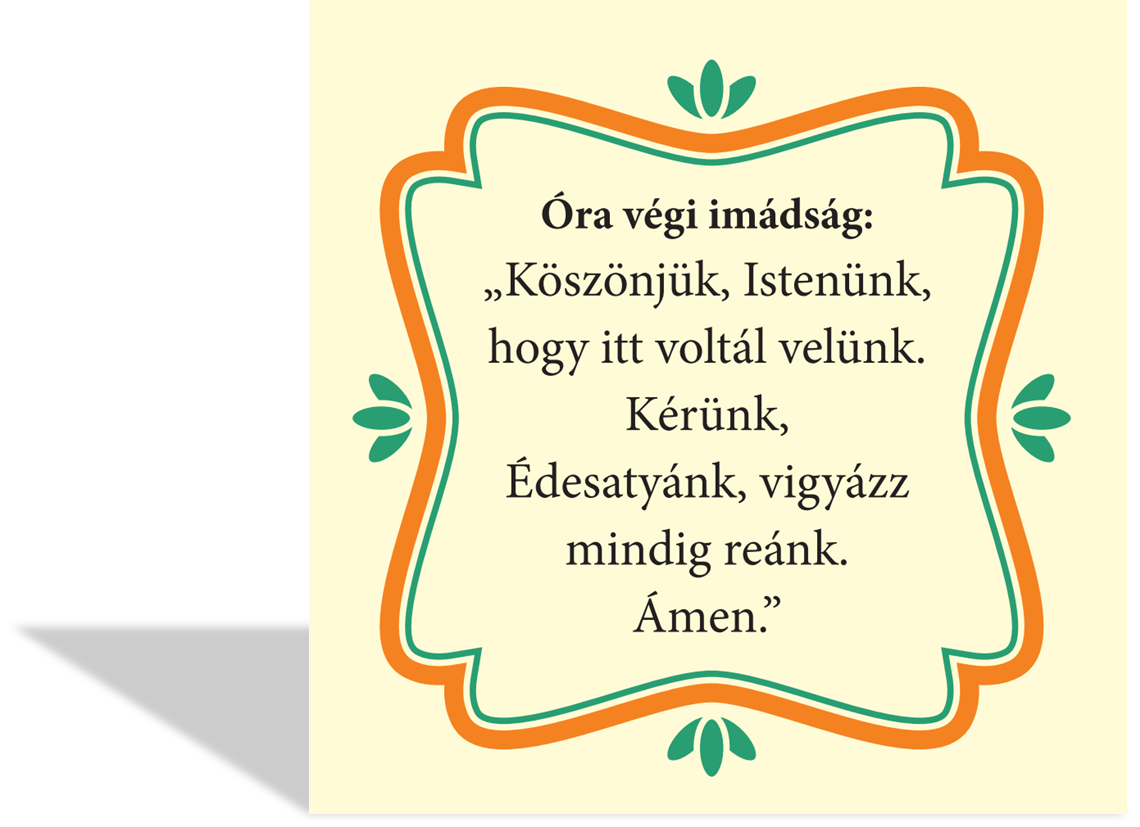 Óra végi imádság:
„Köszönjük, Istenünk,
hogy itt voltál velünk.
Kérünk,
Édesatyánk, vigyázz
mindig reánk.
Ámen.”